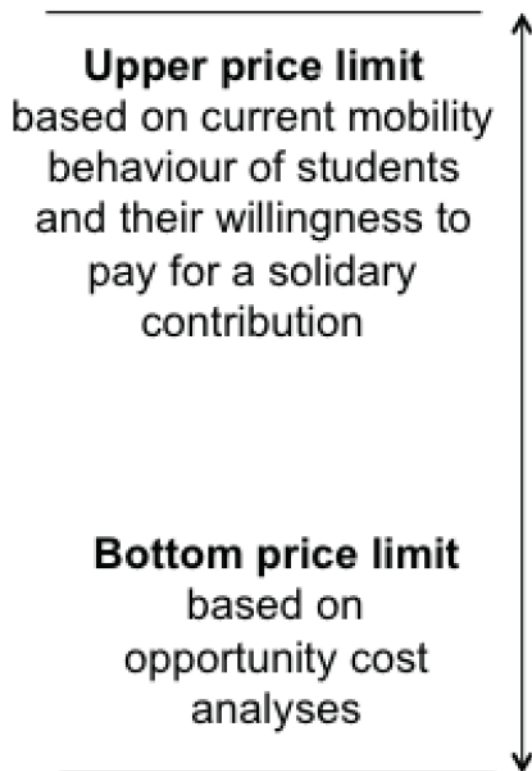 Upper price limit
based on current mobility
behaviour of students
and their willingness to
pay for a solidary
contribution
Bottom price limit
based on
opportunity cost
analyses